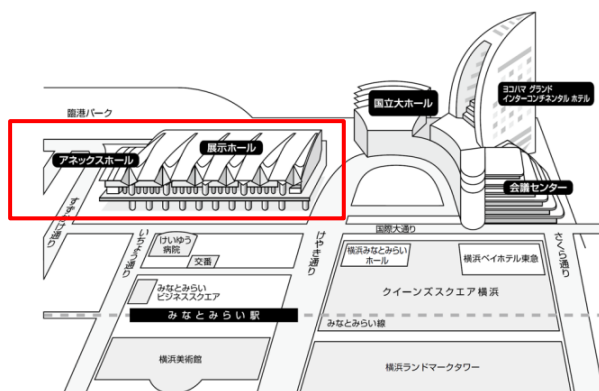 臨港パーク
国立大ホール
ヨコハマ グランド
インターコンチネンタル ホテル
アネックスホール
展示ホール
会議センター
すずかけ通り
いちょう通り
けやき通り
国際大通り
さくら通り
けいゆう
病院
交番
横浜みなとみらい
ホール
横浜ベイホテル東急
みなとみらい
ビジネススクエア
クイーンズスクエア横浜
みなとみらい駅
みなとみらい線
横浜美術館
横浜ランドマークタワー